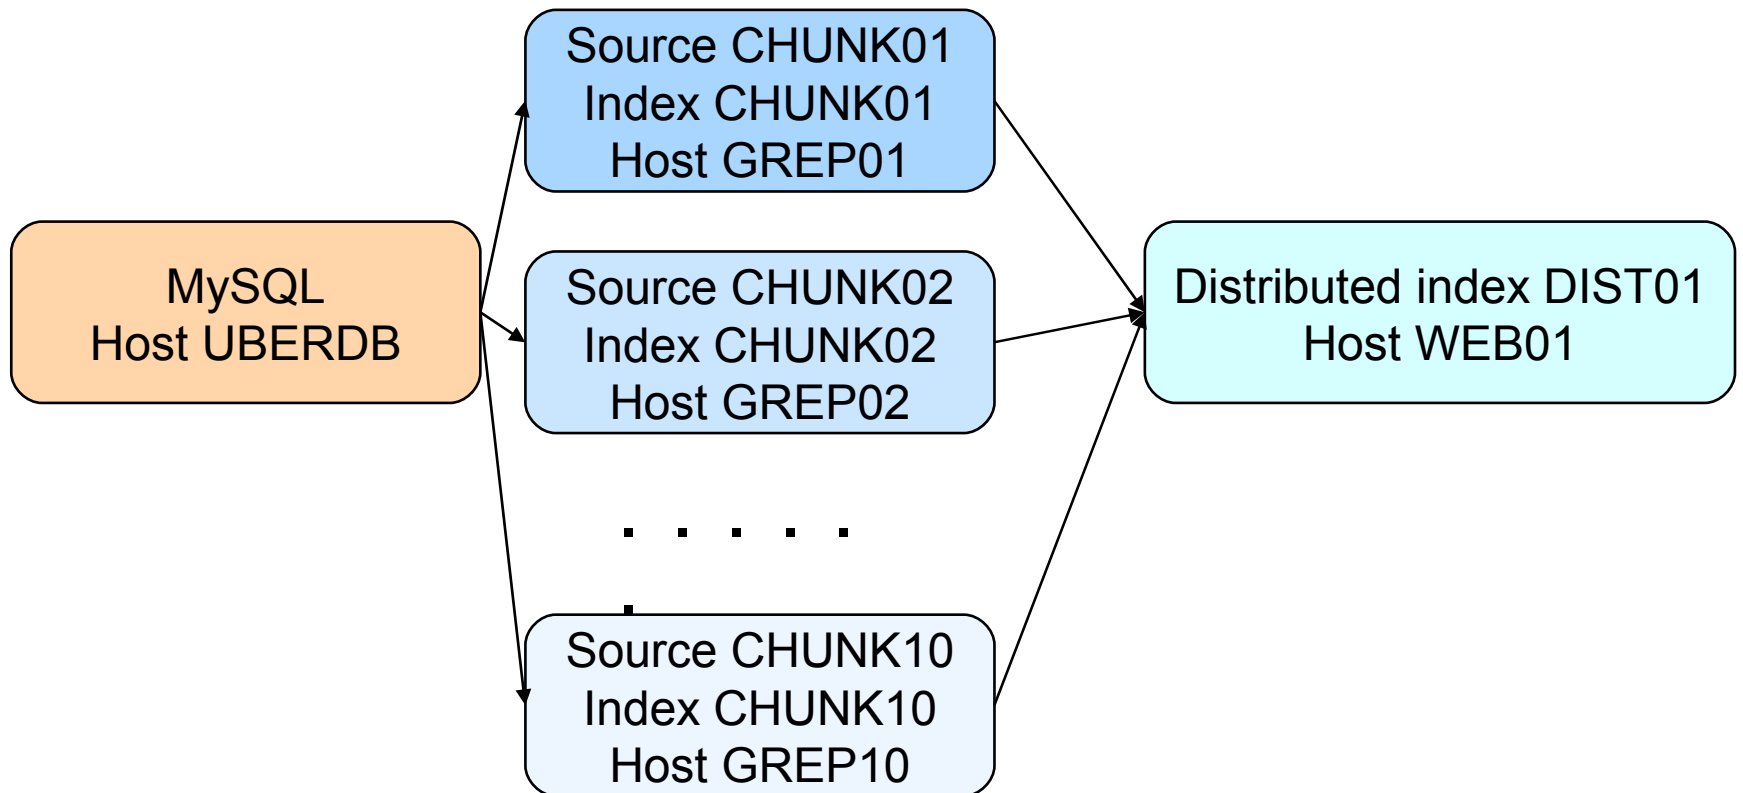 Source CHUNK01
Index CHUNK01
Host GREP01
MySQL
Host UBERDB
Source CHUNK02
Index CHUNK02
Host GREP02
Distributed index DIST01
Host WEB01
. . . . .
.
Source CHUNK10
Index CHUNK10
Host GREP10